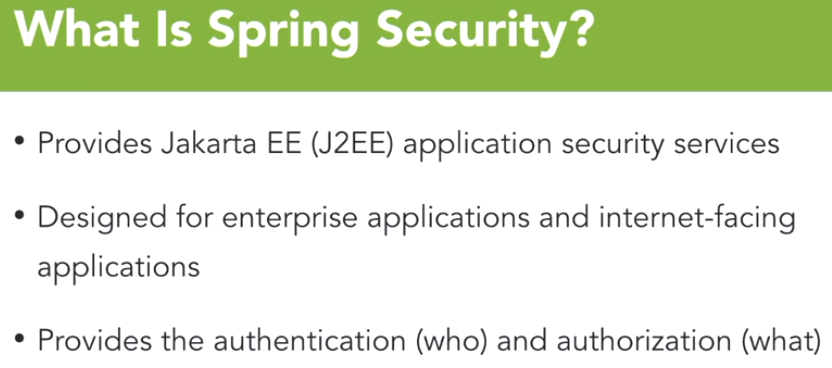 What Is Spring Security?
• Provides Jakarta EE (J2EE) application security services
• Designed for enterprise applications and internet-facing
applications
• Provides the authentication (who) and authorization (what)